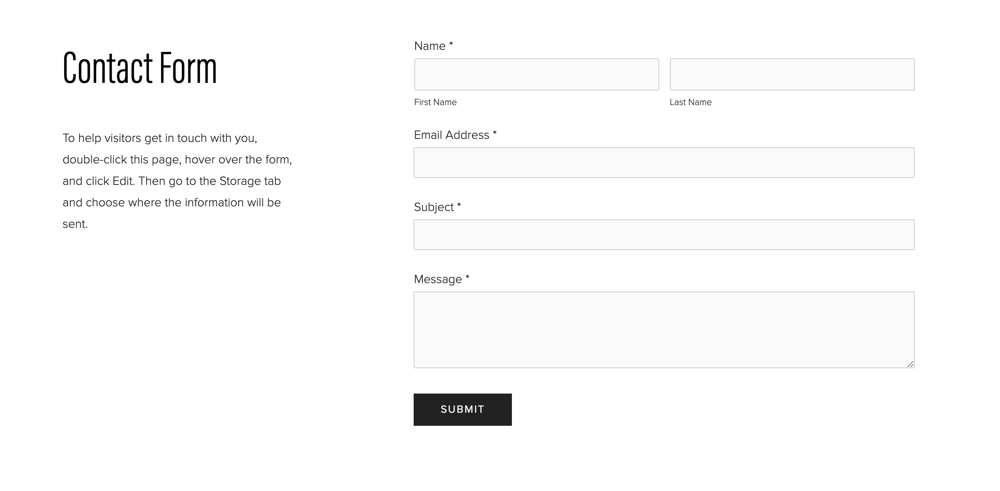 Contact Form
To help visitors get in touch with you,
double-click this page, hover over the form,
and click Edit. Then go to the Storage tab
and choose where the information will be
sent.
Name *
First Name
Last Name
Email Address *
Subject *
Message *
SUBMIT